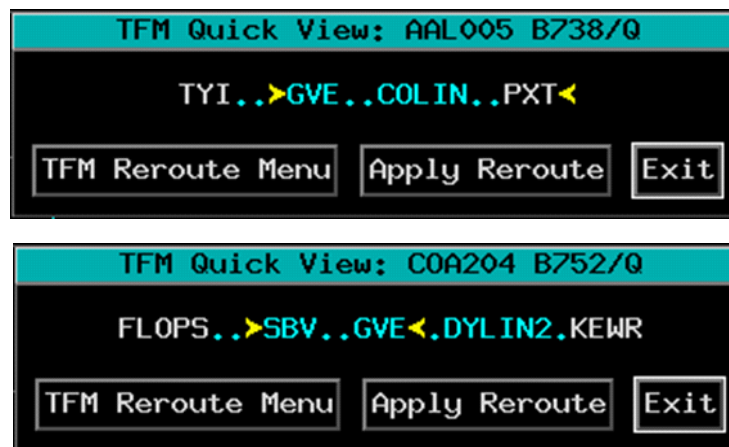 TFM Quick View: AAL005 B738/Q
TYI..➤GVE..COLIN..PXT➤
TFM Reroute Menu Apply Reroute Exit
TFM Quick View: COA204 B752/Q
FLOPS..➤SBV..GVE➤.DYLIN2.KEWR
TFM Reroute Menu Apply Reroute Exit